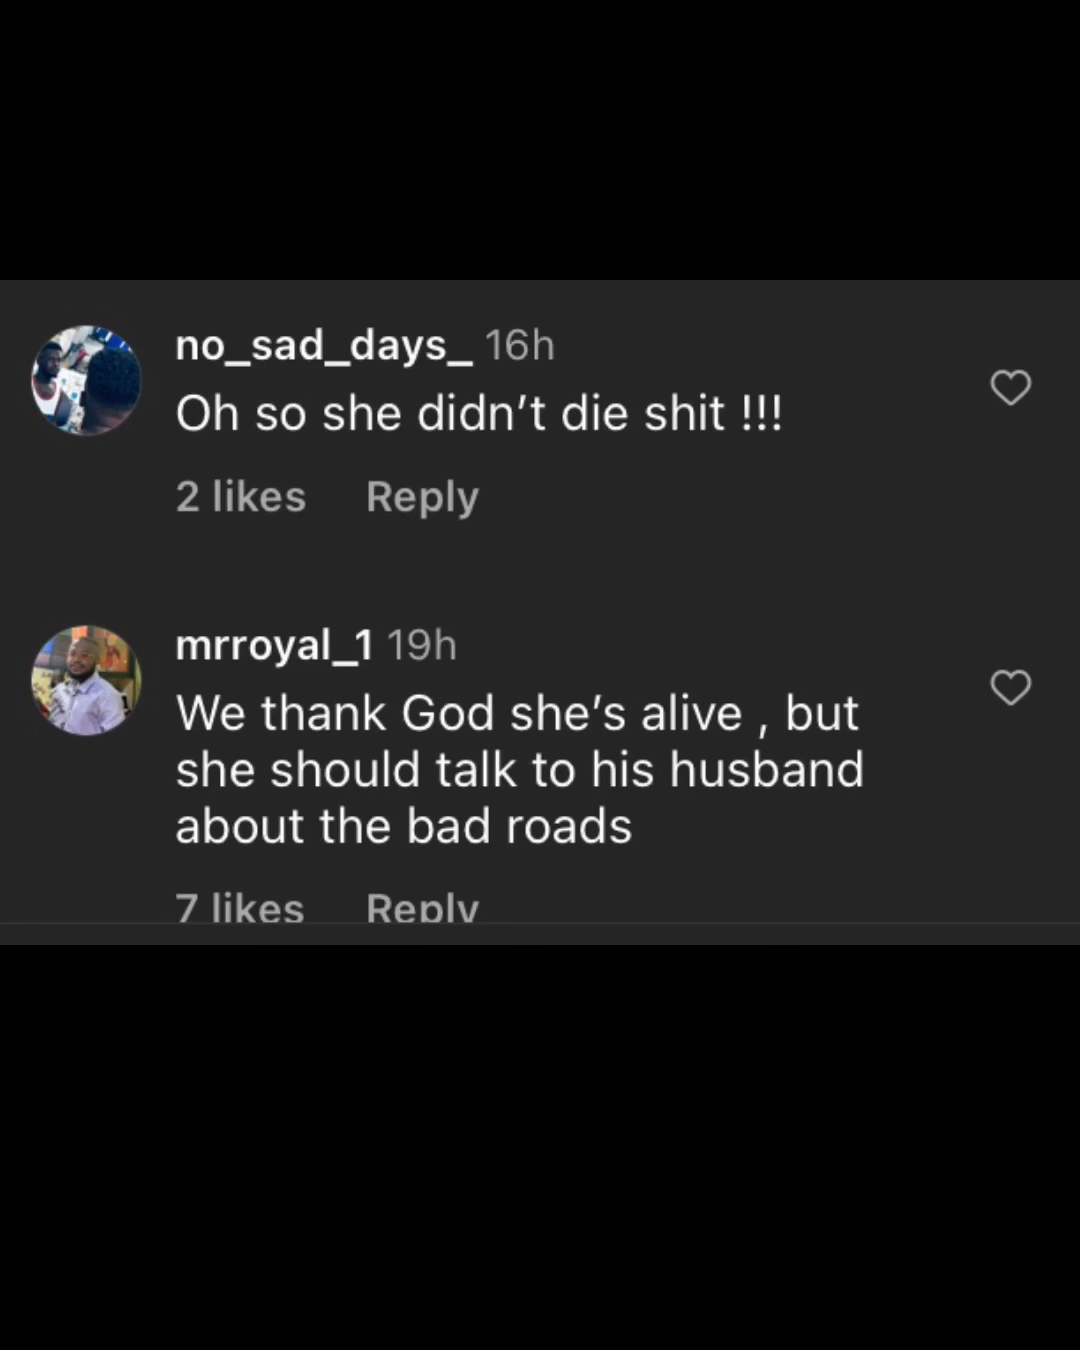 no_sad_days_ 16h
Oh so she didn’t die shit !!!
2 likes Reply
mrroyal_1 19h
We thank God she’s alive , but
she should talk to his husband
about the bad roads
7 likes Reply